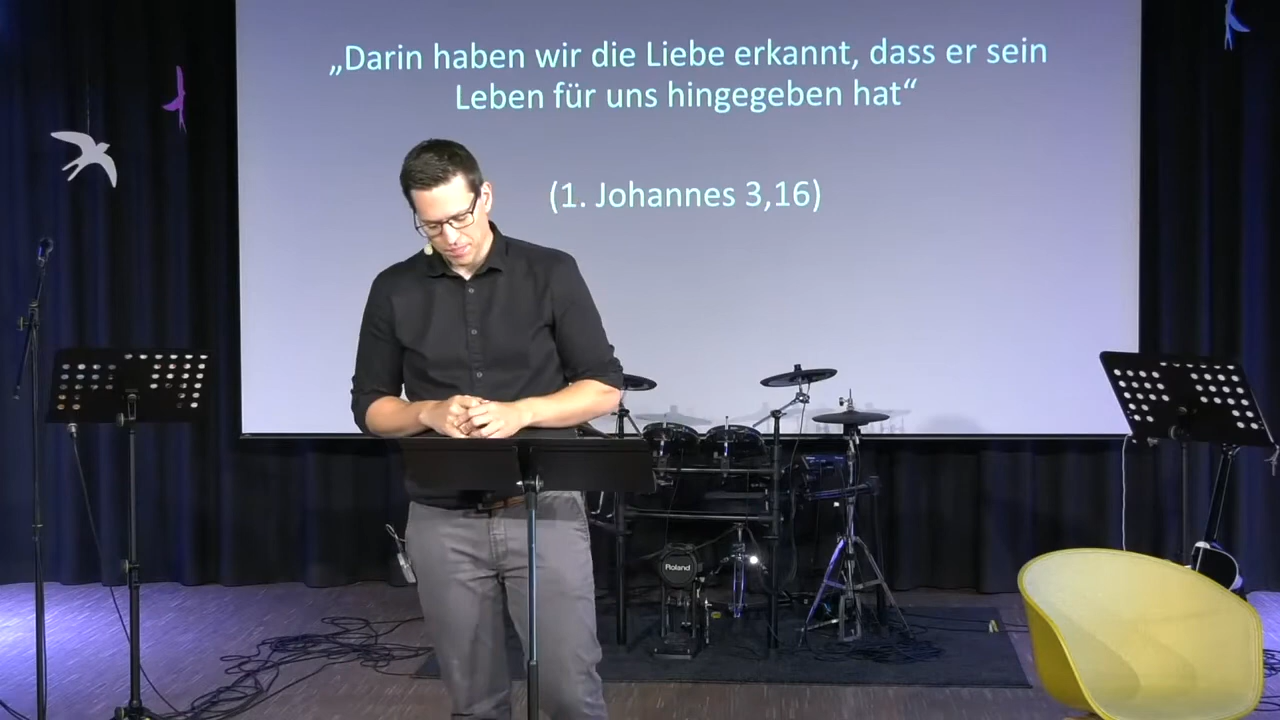 „Darin haben wir die Liebe erkannt, dass er sein
Leben für uns hingegeben hat“
(1. Johannes 3,16)
Roland